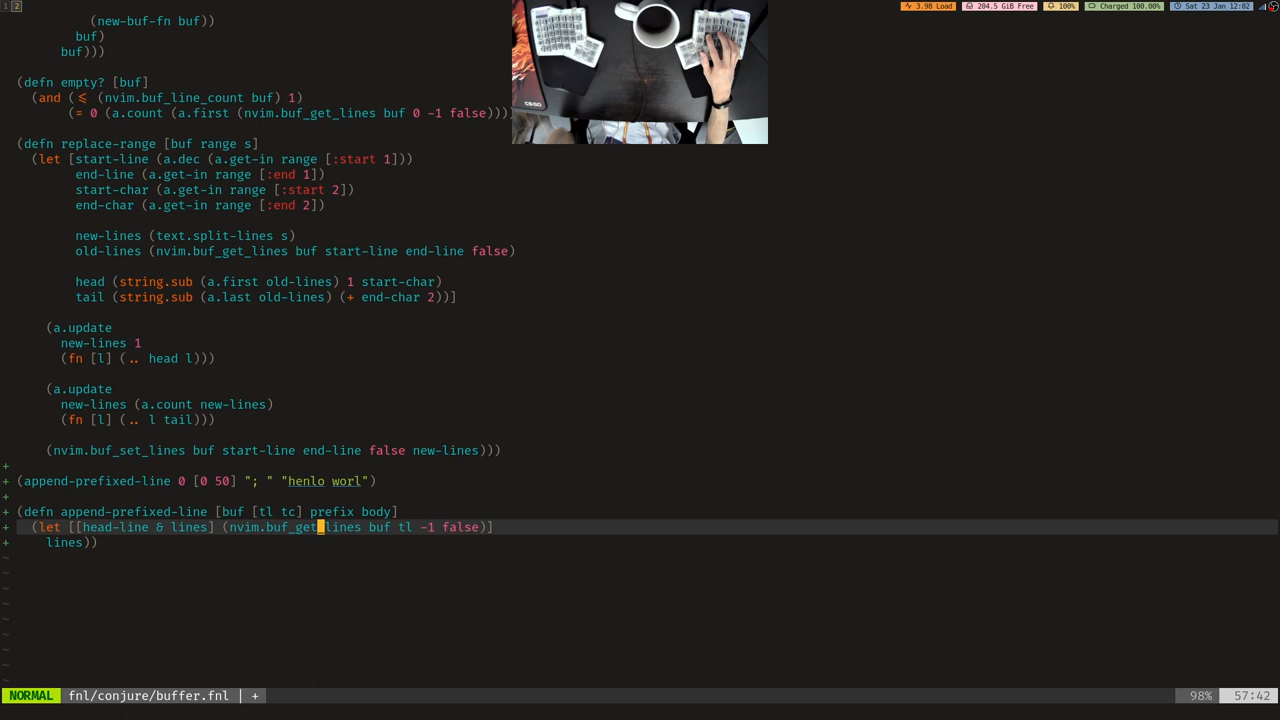 1 2
3.98 Load
204.5 GiB Free
100%
Charged 100.00%
Sat 23 Jan 12:02
(new-buf-fn buf))
buf)
buf)))
(defn empty? [buf]
(and (<= (nvim.buf_line_count buf) 1)
(= 0 (a.count (a.first (nvim.buf_get_lines buf 0 -1 false))))
(defn replace-range [buf range s]
(let [start-line (a.dec (a.get-in range [:start 1]))
end-line (a.get-in range [:end 1])
start-char (a.get-in range [:start 2])
end-char (a.get-in range [:end 2])
new-lines (text.split-lines s)
old-lines (nvim.buf_get_lines buf start-line end-line false)
head (string.sub (a.first old-lines) 1 start-char)
tail (string.sub (a.last old-lines) (+ end-char 2))]
(a.update
new-lines 1
(fn [l] (.. head l)))
(a.update
new-lines (a.count new-lines)
(fn [l] (.. l tail)))
(nvim.buf_set_lines buf start-line end-line false new-lines)))
+
+ (append-prefixed-line 0 [0 50] "; " "henlo worl")
+
+ (defn append-prefixed-line [buf [tl tc] prefix body]
+ (let [[head-line & lines] (nvim.buf_get_lines buf tl -1 false)]
+ lines))
~
~
~
~
~
~
~
~
~
NORMAL fnl/conjure/buffer.fnl | + 98% 57:42